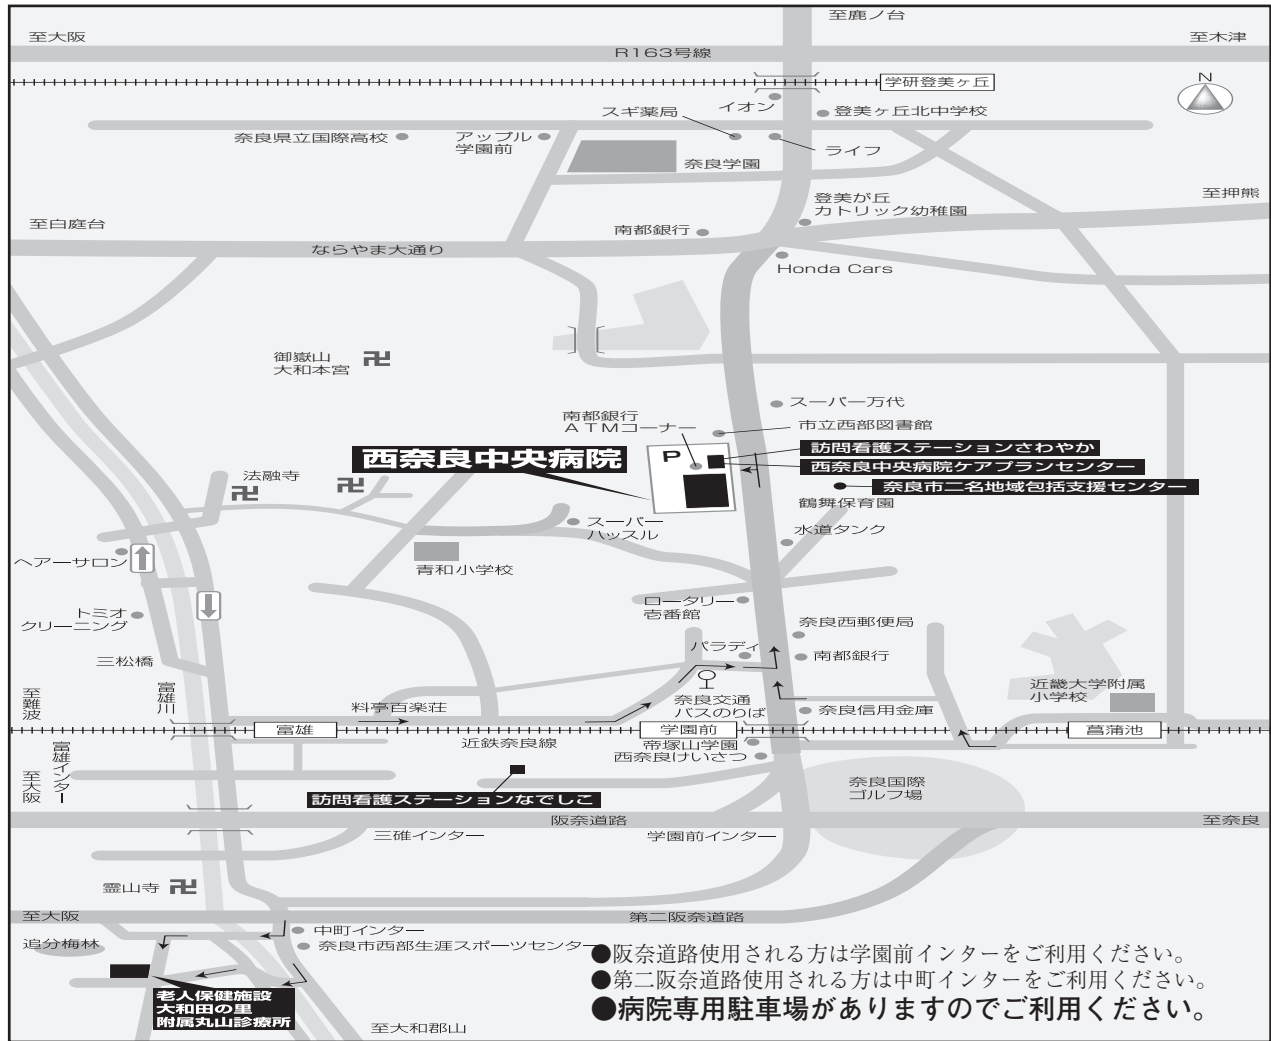 至鹿ノ台
至大阪
至木津
R163号線
学研登美ヶ丘
N
イオン
スギ薬局
登美ヶ丘北中学校
奈良県立国際高校
アップル
学園前
ライフ
奈良学園
登美が丘
カトリック幼稚園
至押熊
至白庭台
南都銀行
ならやま大通り
Honda Cars
御嶽山
大和本宮
卍
スーパー万代
南都銀行
ATMコーナー
市立西部図書館
訪問看護ステーションさわやか
P
西奈良中央病院
西奈良中央病院ケアプランセンター
奈良市二名地域包括支援センター
法融寺
卍
卍
鶴舞保育園
スーパー
ハッスル
水道タンク
ヘアーサロン
青和小学校
ロータリー
壱番館
トミオ
クリーニング
奈良西郵便局
パラディ
南都銀行
三松橋
富雄川
至難波
近畿大学附属
小学校
料亭百楽荘
奈良交通
バスのりば
奈良信用金庫
富雄
学園前
菖蒲池
近鉄奈良線
帝塚山学園
西奈良けいさつ
富雄インター
至大阪
奈良国際
ゴルフ場
訪問看護ステーションなでしこ
阪奈道路
至奈良
三碓インター
学園前インター
霊山寺
卍
至大阪
第二阪奈道路
中町インター
追分梅林
奈良市西部生涯スポーツセンター
老人保健施設
大和田の里
附属丸山診療所
至大和郡山
●阪奈道路使用される方は学園前インターをご利用ください。
●第二阪奈道路使用される方は中町インターをご利用ください。
●病院専用駐車場がありますのでご利用ください。